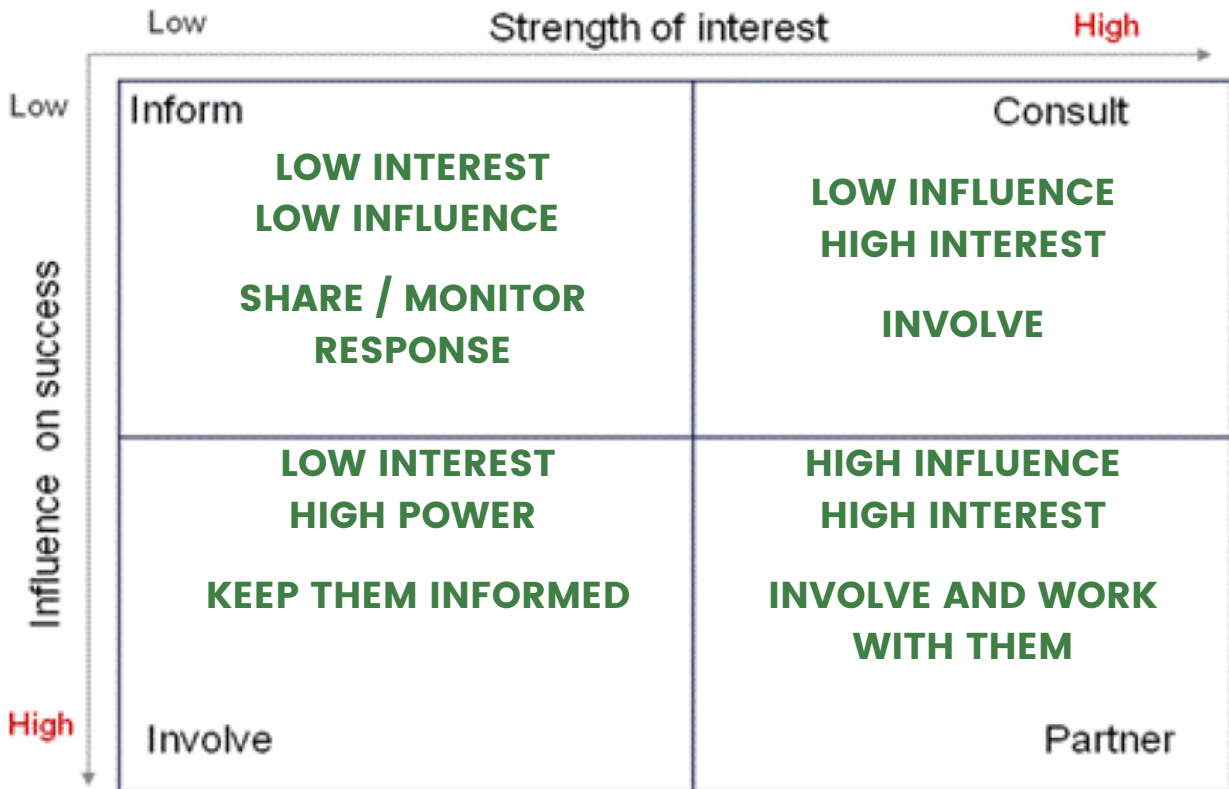 Low Strength of interest High
Low
Influence on success
High
Inform
LOW INTEREST
LOW INFLUENCE
SHARE / MONITOR
RESPONSE
Consult
LOW INFLUENCE
HIGH INTEREST
INVOLVE
LOW INTEREST
HIGH POWER
KEEP THEM INFORMED
Involve
HIGH INFLUENCE
HIGH INTEREST
INVOLVE AND WORK
WITH THEM
Partner